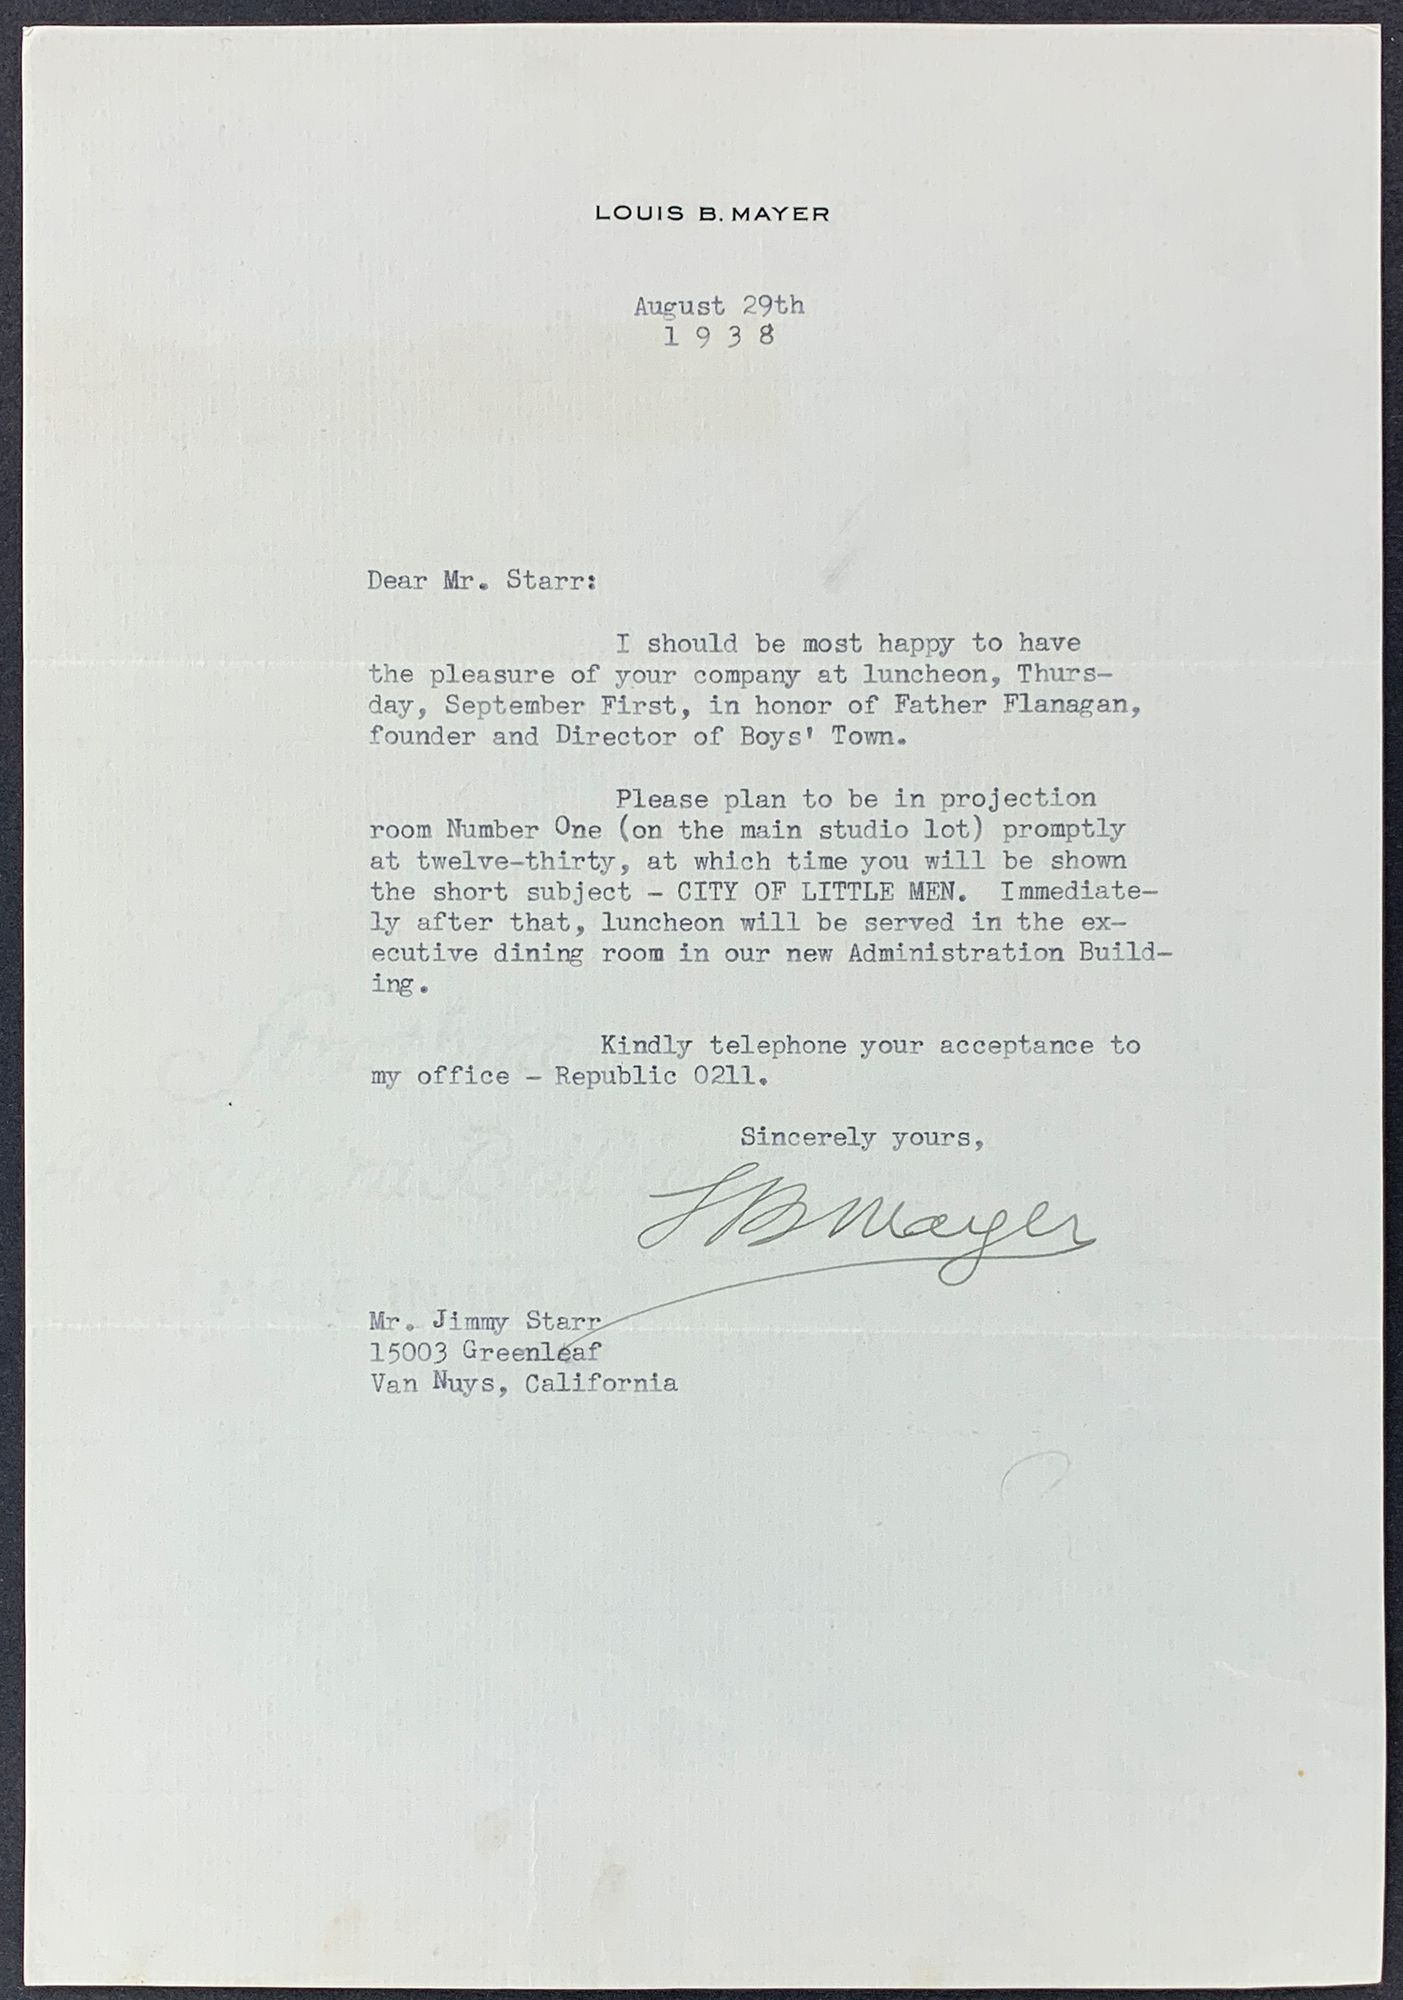 LOUIS B. MAYER
August 29th
1 9 3 8
Dear Mr. Starr:
I should be most happy to have
the pleasure of your company at luncheon, Thurs-
day, September First, in honor of Father Flanagan,
founder and Director of Boys' Town.
Please plan to be in projection
room Number One (on the main studio lot) promptly
at twelve-thirty, at which time you will be shown
the short subject - CITY OF LITTLE MEN. Immediate-
ly after that, luncheon will be served in the ex-
ecutive dining room in our new Administration Build-
ing.
Kindly telephone your acceptance to
my office - Republic 0211.
Sincerely yours,
LB Mayer
Mr. Jimmy Starr
15003 Greenleaf
Van Nuys, California